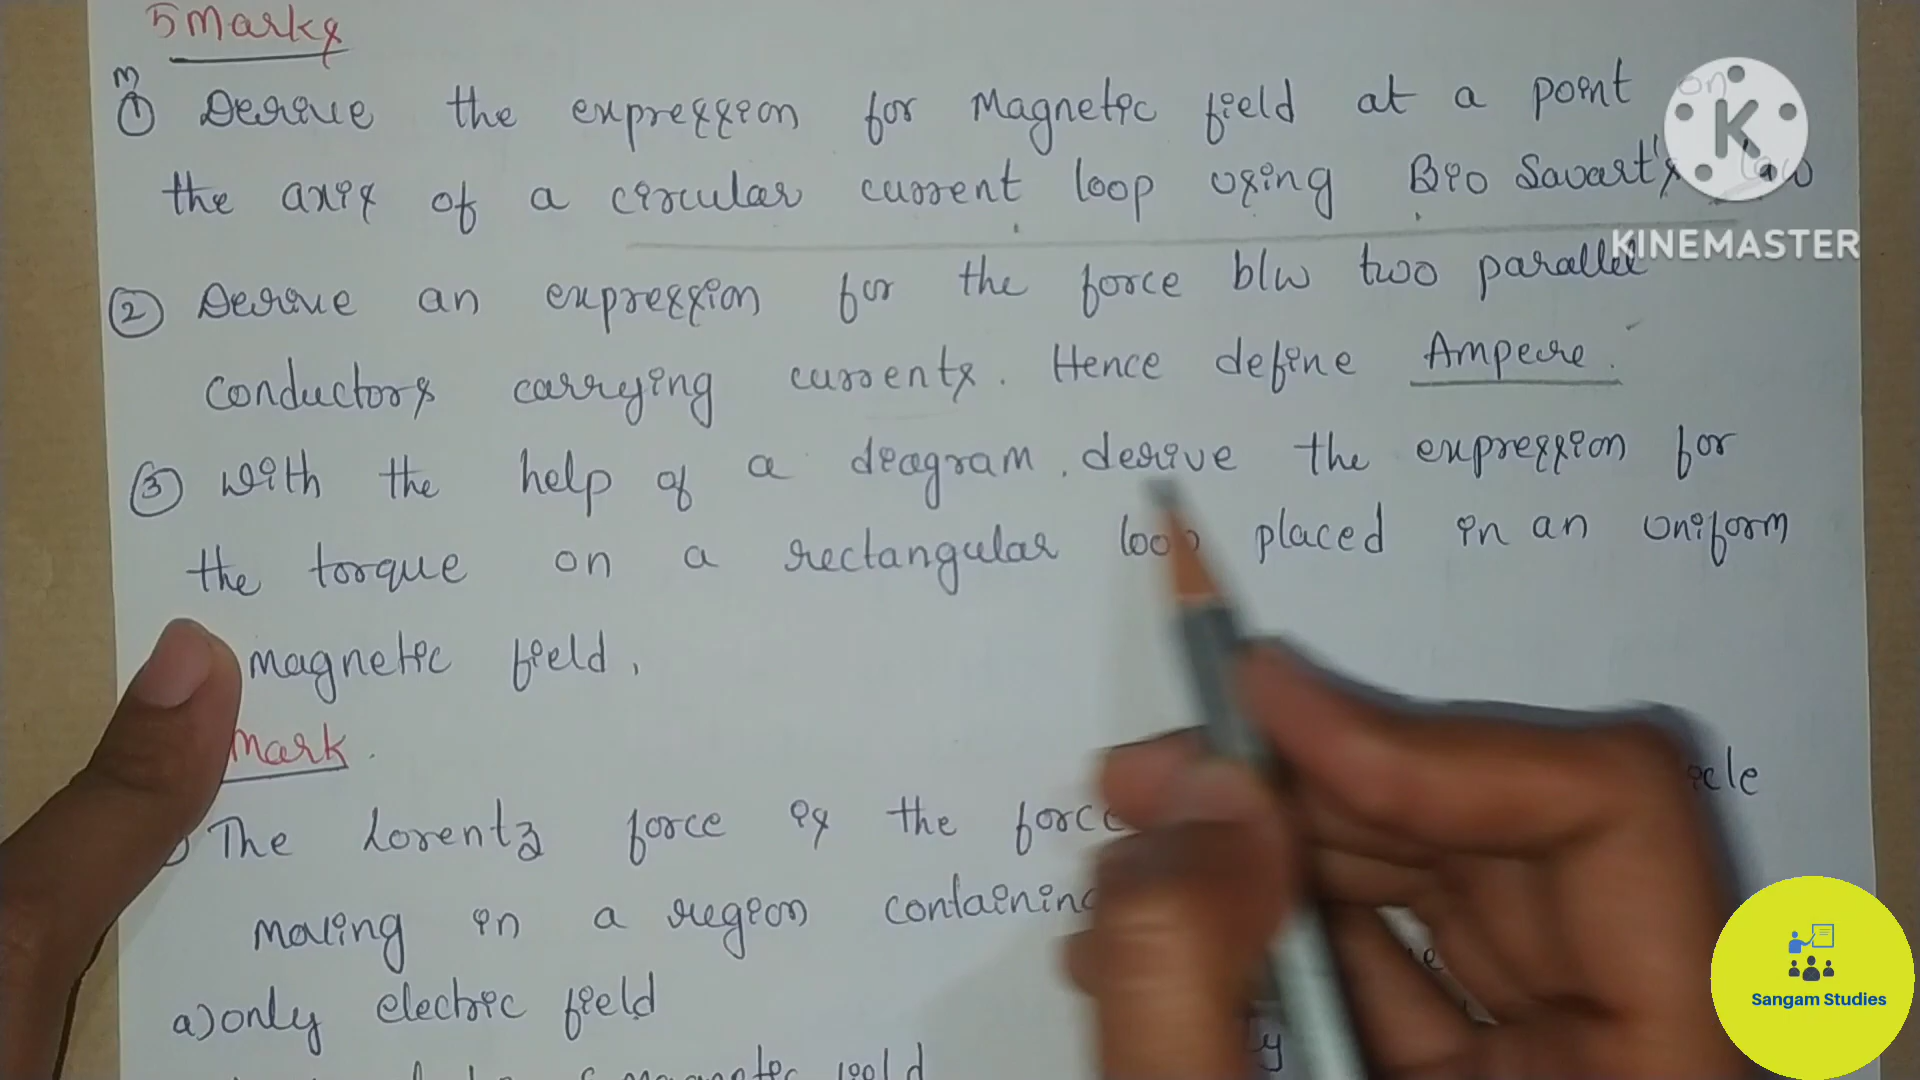 5 Marks
m
① Derive the expression for Magnetic field at a point on
the axis of a circular current loop using Bio Savart's law
KINEMASTER
② Derive an expression for the force b/w two parallel
conductors carrying currents. Hence define Ampere.
③ With the help of a diagram, derive the expression for
the torque on a rectangular loop placed in an uniform
magnetic field.
Mark.
The Lorentz force is the force
moving in a region containing
a) only electric field
Sangam Studies